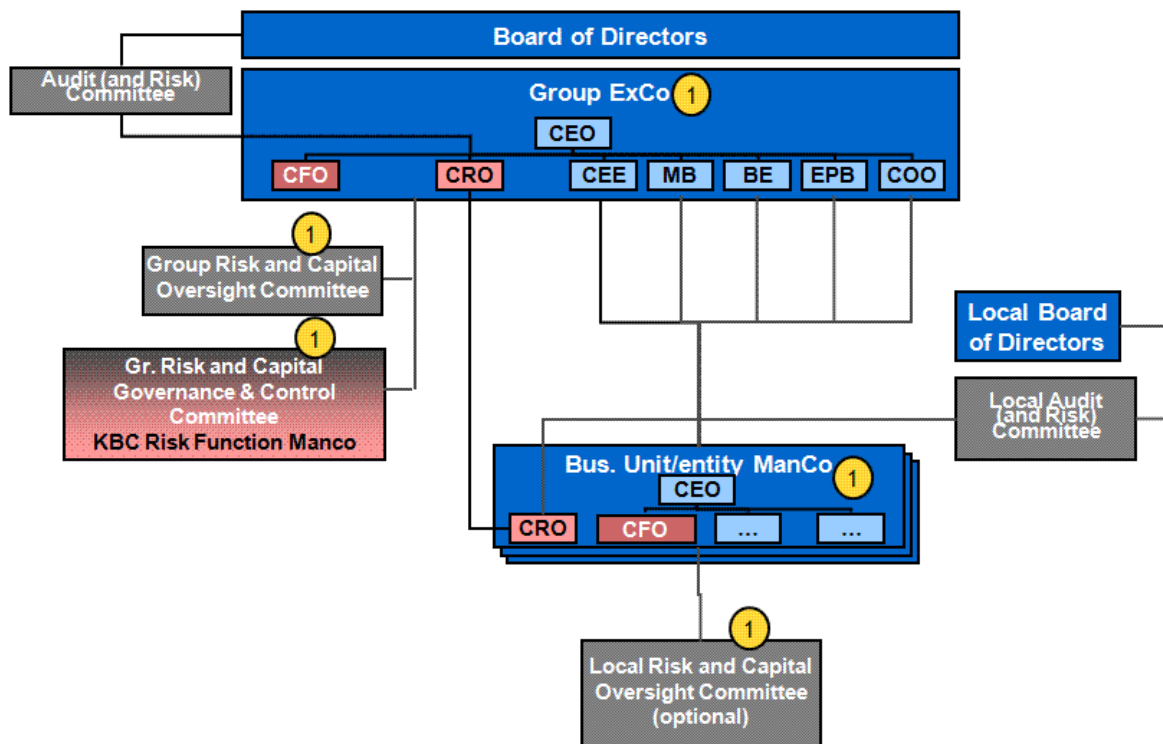 Board of Directors
Audit (and Risk)
Committee
Group ExCo
1
CEO
CFO
CRO
CEE
MB
BE
EPB
COO
1
Group Risk and Capital
Oversight Committee
1
Gr. Risk and Capital
Governance & Control
Committee
KBC Risk Function Manco
Local Board
of Directors
Local Audit
(and Risk)
Committee
Bus. Unit/entity ManCo
1
CEO
CRO
CFO
...
...
1
Local Risk and Capital
Oversight Committee
(optional)